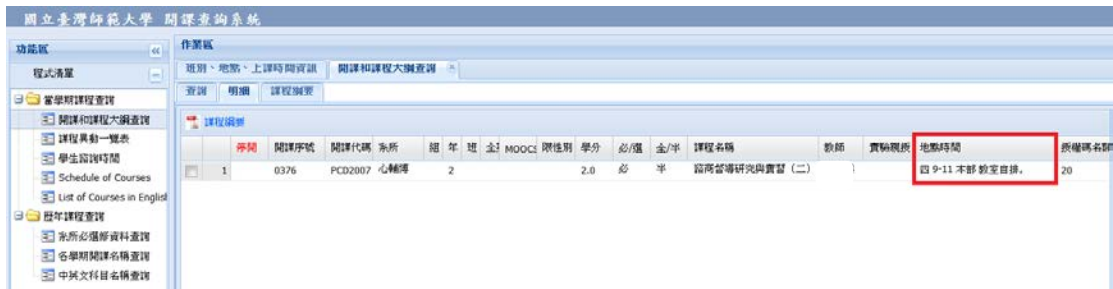 國立臺灣師範大學 開課查詢系統
功能區
程式清單
當學期課程查詢
開課和課程大綱查詢
課程異動一覽表
學生諮詢時間
Schedule of Courses
List of Courses in English
歷年課程查詢
系所必選修資料查詢
各學期開課名稱查詢
中英文科目名稱查詢
作業區
班別、地點、上課時間資訊 開課和課程大綱查詢
查詢 明細 課程綱要
課程綱要
停開 開課序號 開課代碼 系所 組 年 班 MOOCS 限性別 學分 必/選 全/半 課程名稱 教師 地點時間
1 0376 PCD2007 心輔博 2 2.0 必 半 諮商督導研究與實習（二） 四 9-11 本部 教室自排。 20